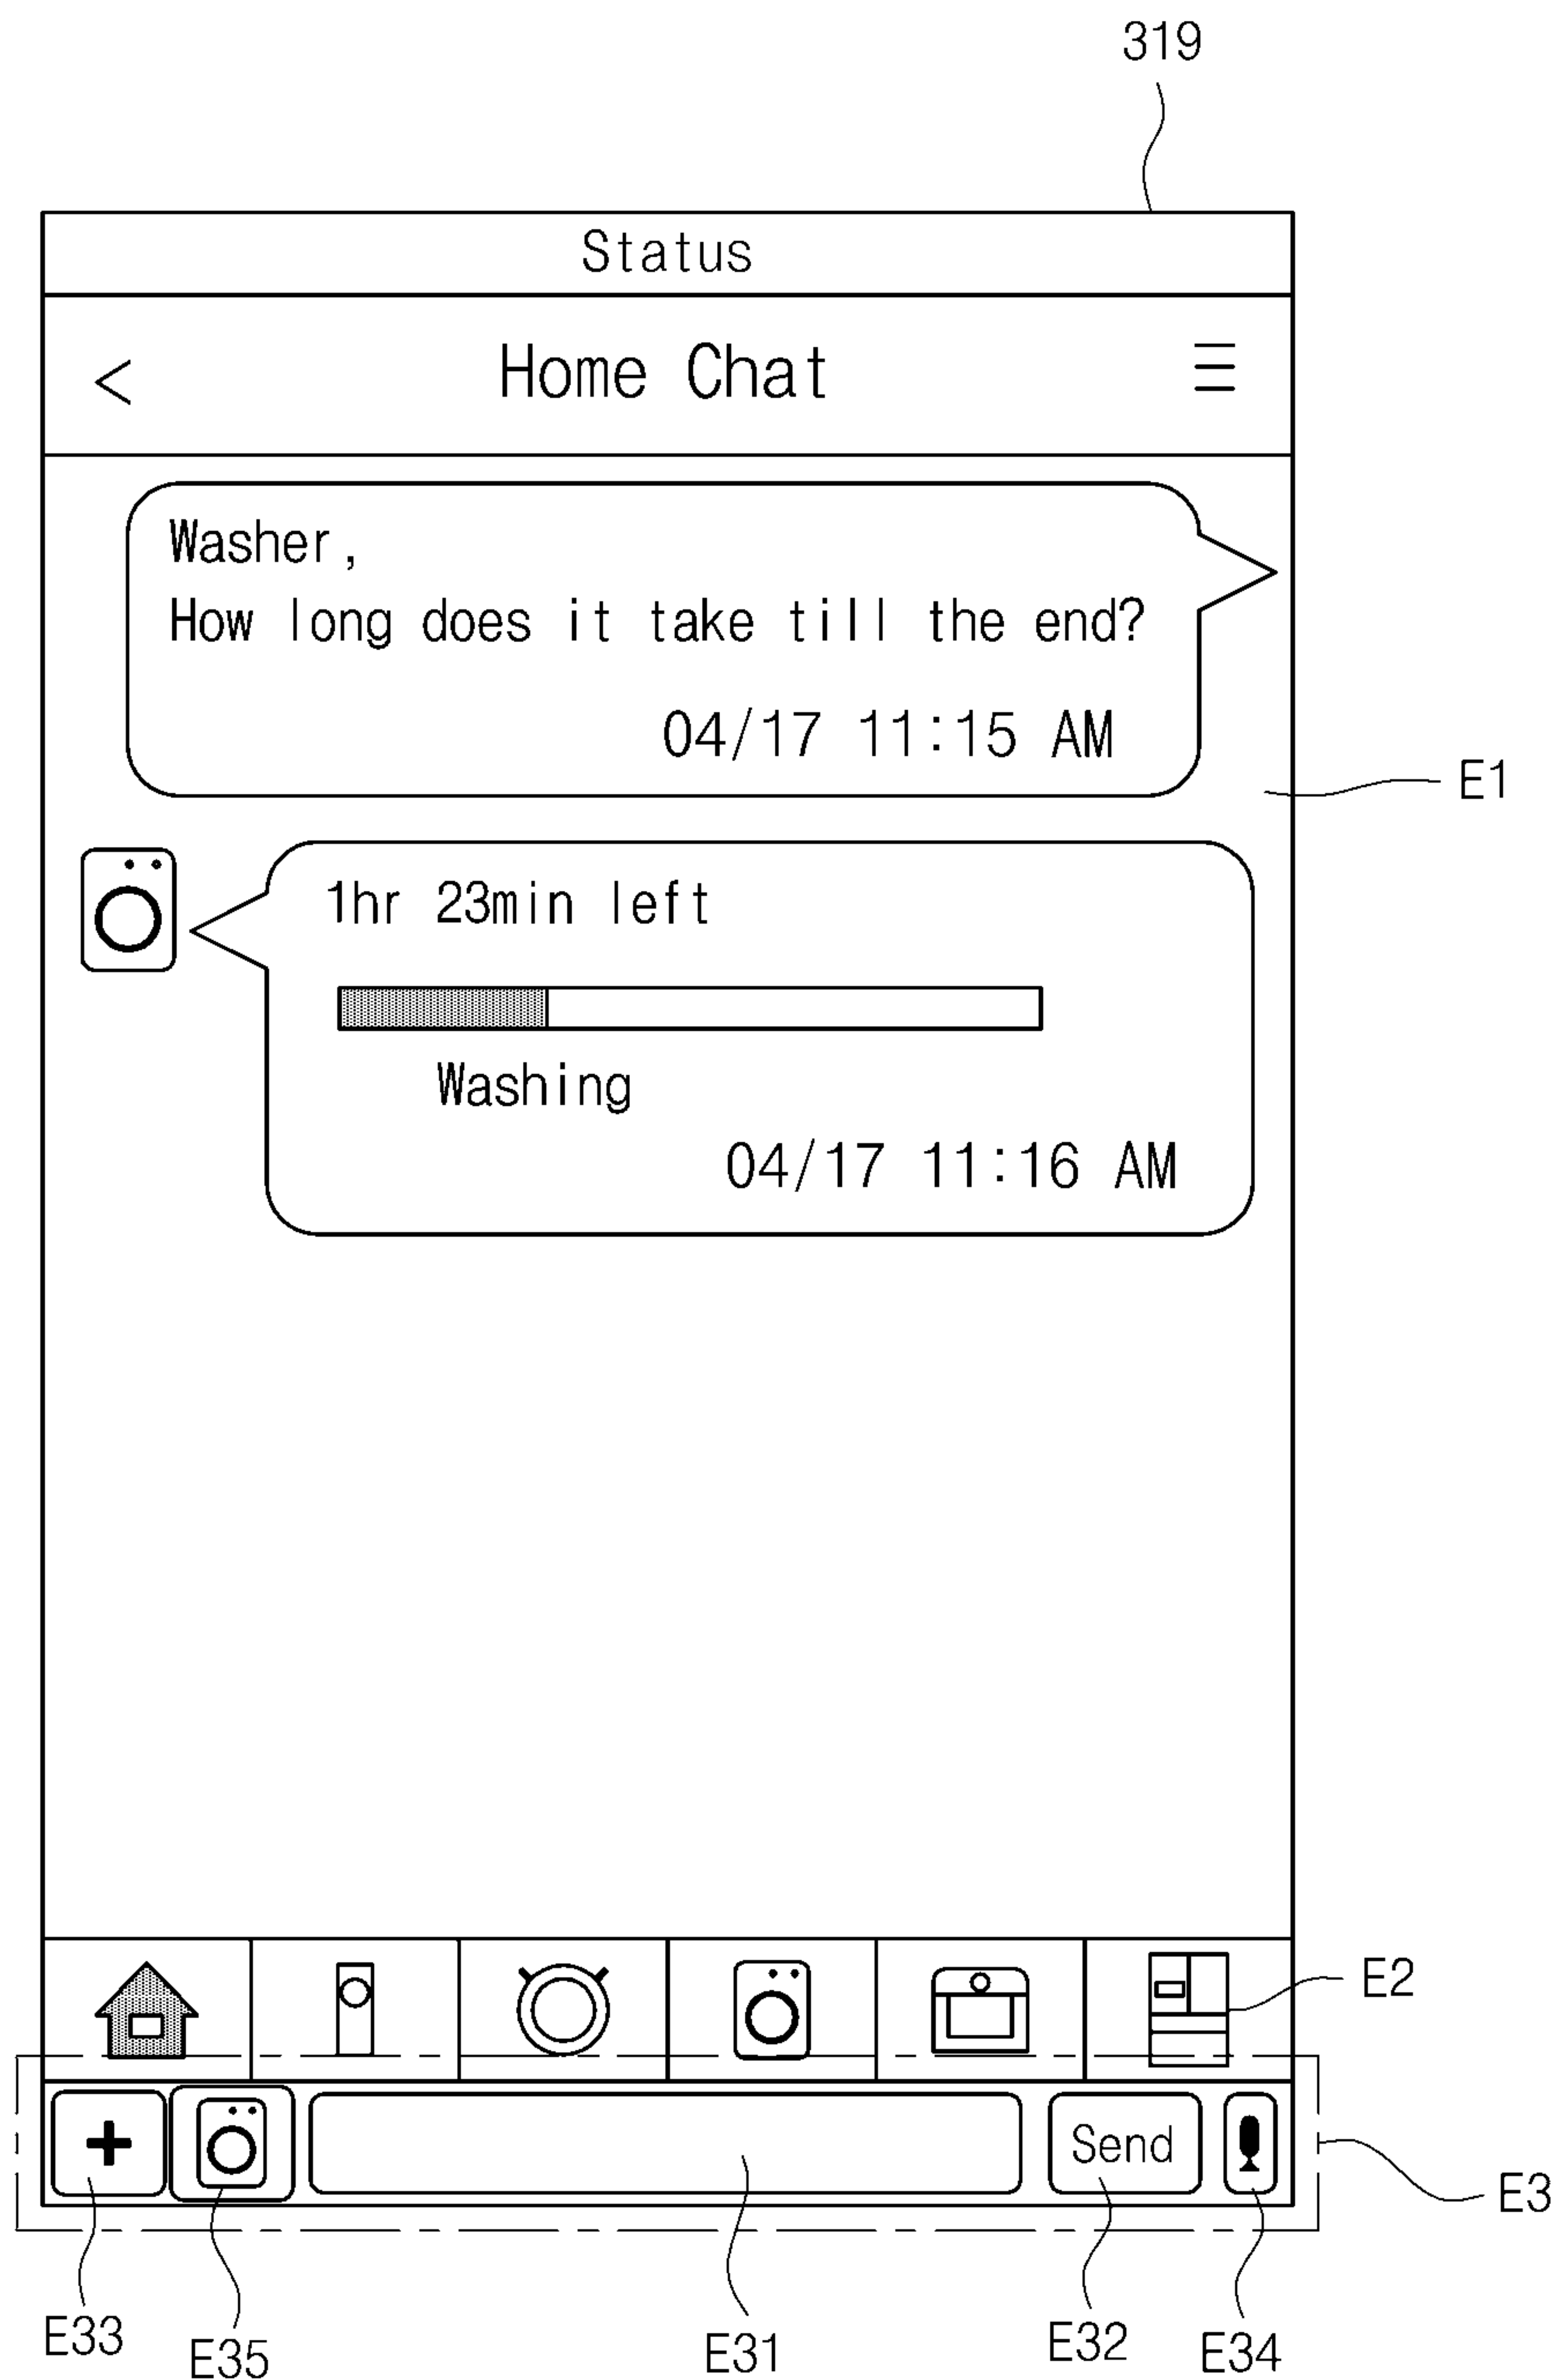 319
Status
< Home Chat
Washer,
How long does it take till the end?
04/17 11:15 AM
E1
1hr 23min left
Washing
04/17 11:16 AM
E2
+ Send
E3
E33
E35
E31
E32
E34